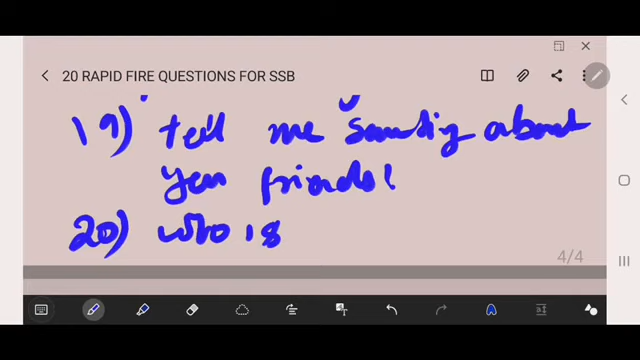 20 RAPID FIRE QUESTIONS FOR SSB
19) tell me something about
your friends?
20) who is
4/4